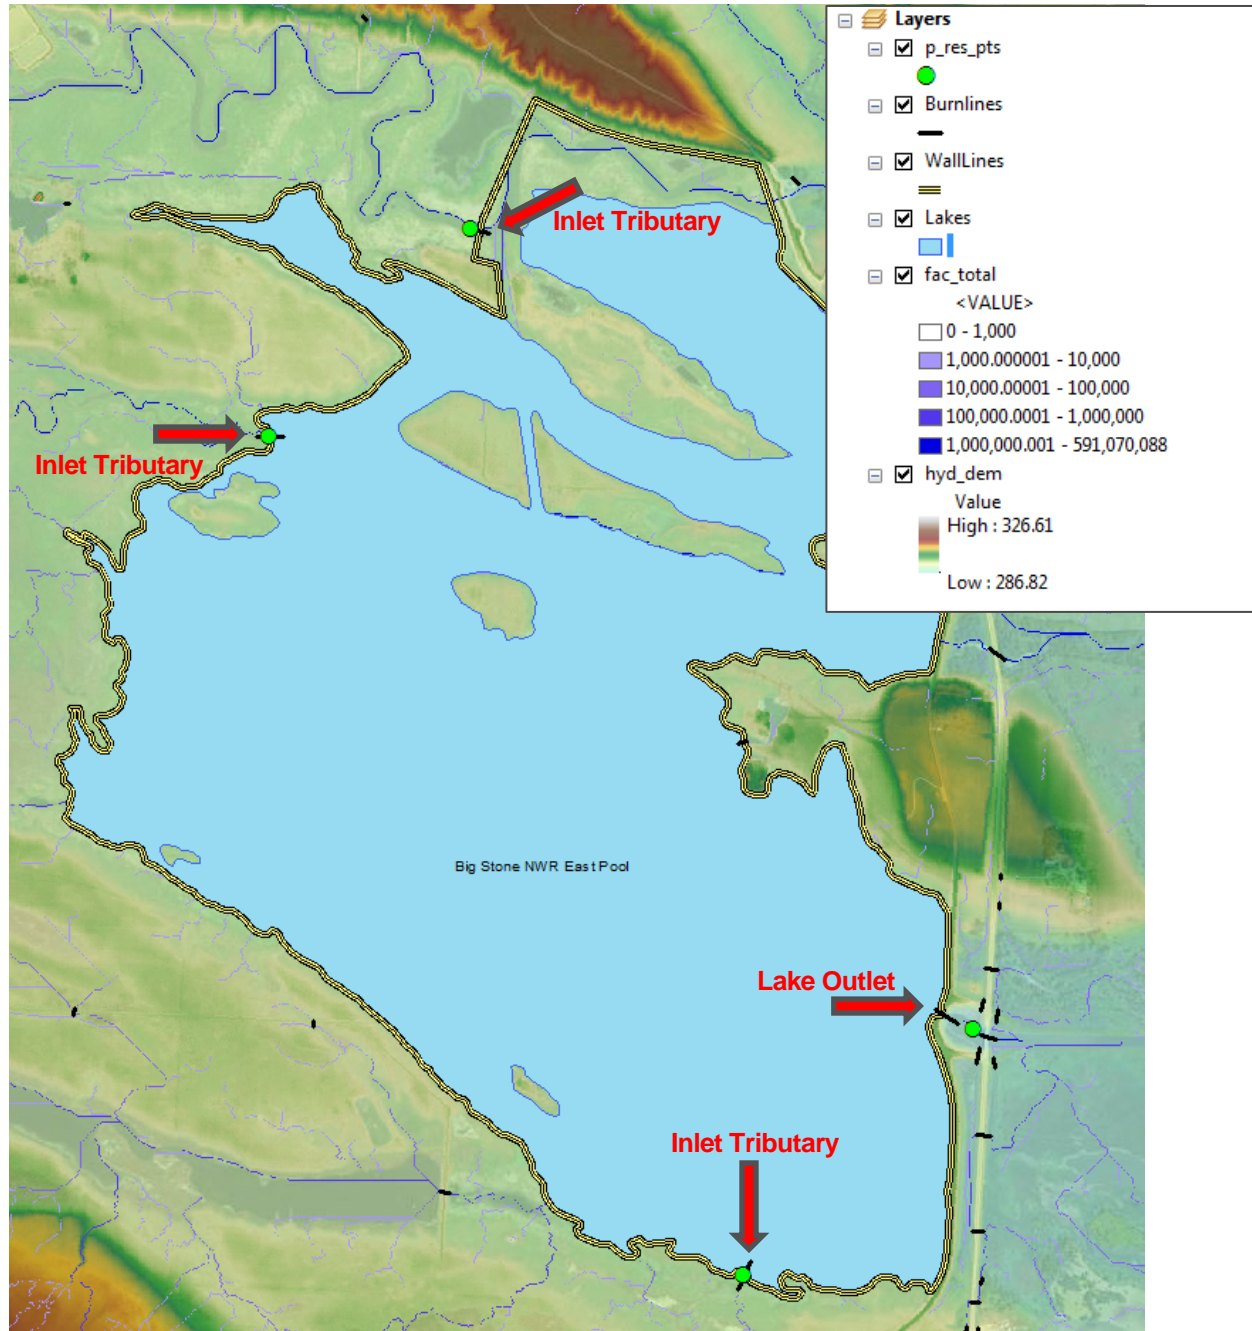 Layers
p_res_pts
Burnlines
WallLines
Lakes
fac_total
<VALUE>
0 - 1,000
1,000.000001 - 10,000
10,000.00001 - 100,000
100,000.0001 - 1,000,000
1,000,000.001 - 591,070,088
hyd_dem
Value
High : 326.61
Low : 286.82
Inlet Tributary
Inlet Tributary
Big Stone NWR East Pool
Lake Outlet
Inlet Tributary